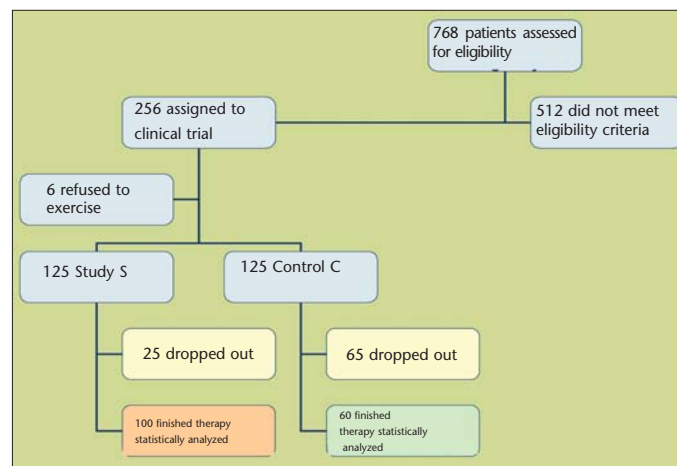 768 patients assessed
for eligibility
256 assigned to
clinical trial
512 did not meet
eligibility criteria
6 refused to
exercise
125 Study S
125 Control C
25 dropped out
65 dropped out
100 finished therapy
statistically analyzed
60 finished
therapy statistically
analyzed